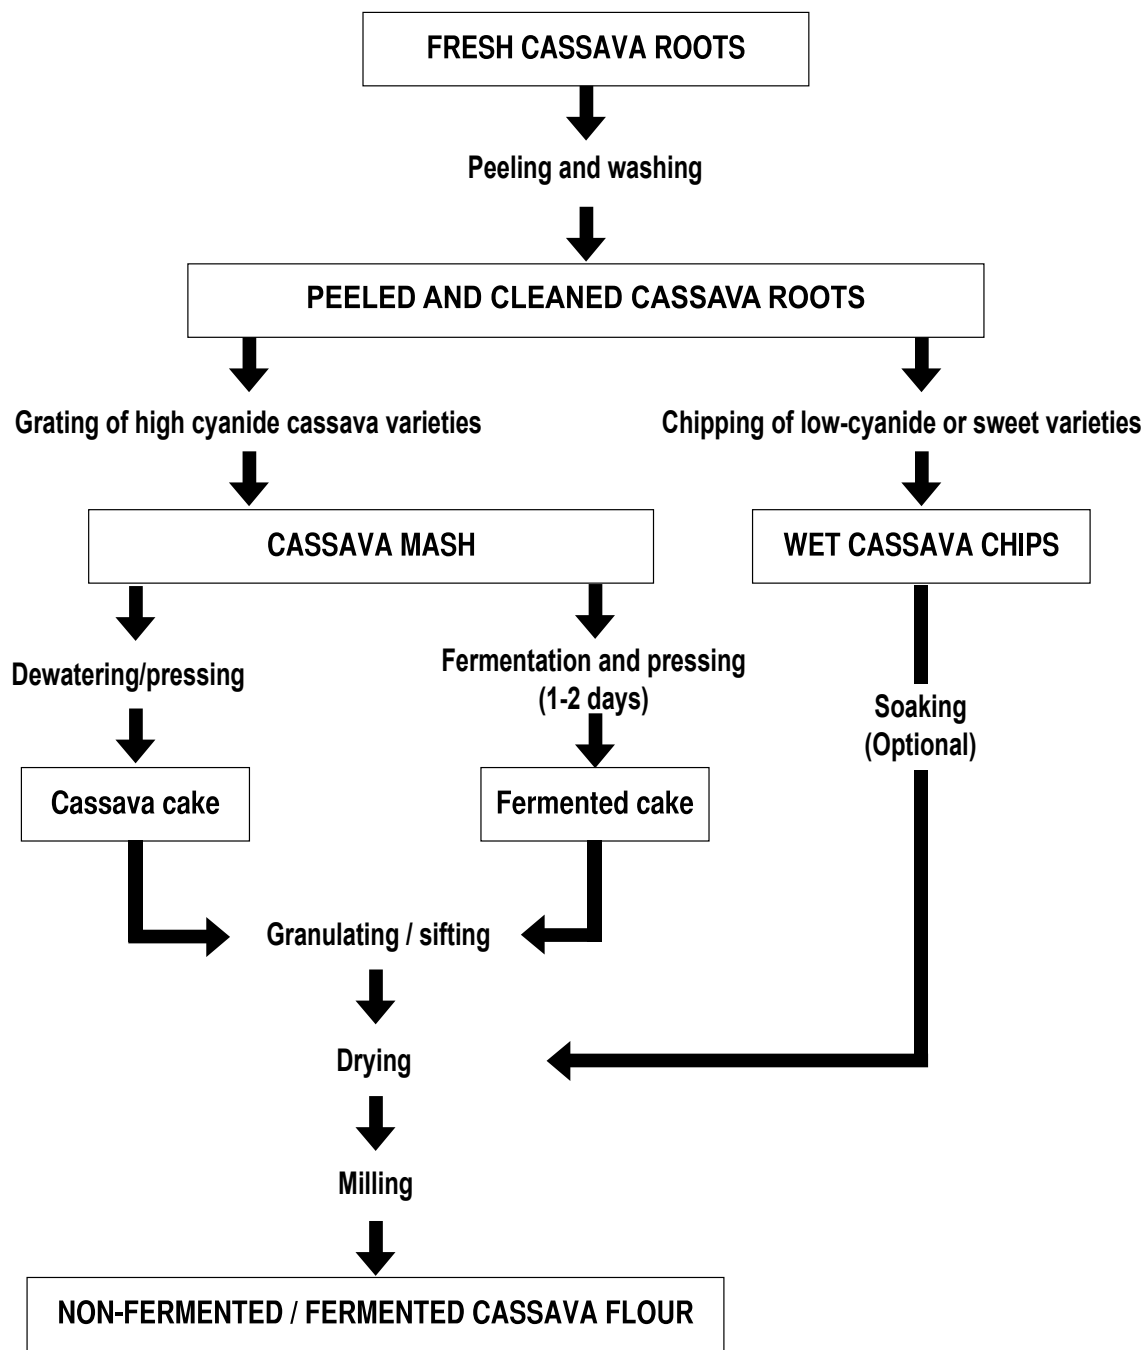 FRESH CASSAVA ROOTS
Peeling and washing
PEELED AND CLEANED CASSAVA ROOTS
Grating of high cyanide cassava varieties
Chipping of low-cyanide or sweet varieties
CASSAVA MASH
WET CASSAVA CHIPS
Dewatering/pressing
Fermentation and pressing
(1-2 days)
Soaking
(Optional)
Cassava cake
Fermented cake
Granulating / sifting
Drying
Milling
NON-FERMENTED / FERMENTED CASSAVA FLOUR